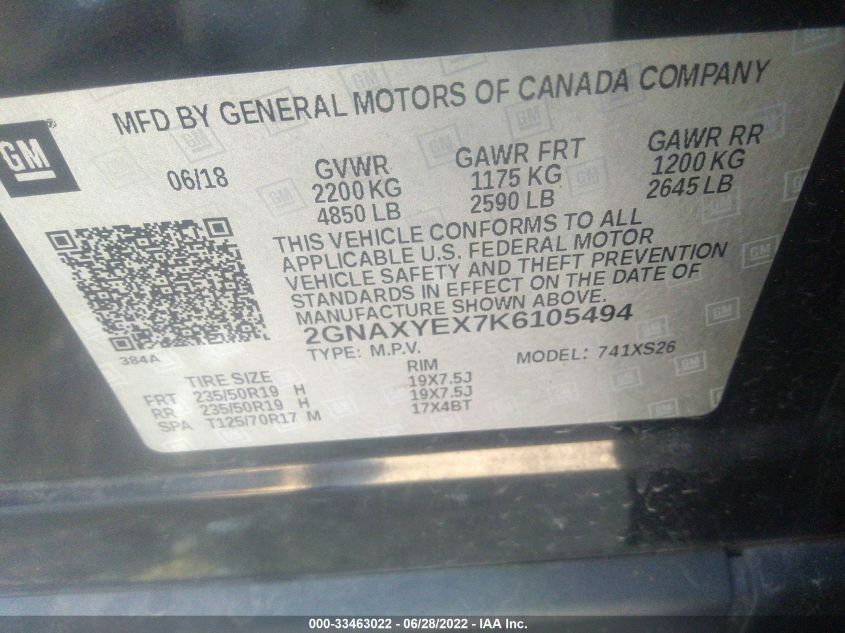 MFD BY GENERAL MOTORS OF CANADA COMPANY
GM ®
06/18 GVWR GAWR FRT GAWR RR
2200 KG 1175 KG 1200 KG
4850 LB 2590 LB 2645 LB
THIS VEHICLE CONFORMS TO ALL
APPLICABLE U.S. FEDERAL MOTOR
VEHICLE SAFETY AND THEFT PREVENTION
STANDARDS IN EFFECT ON THE DATE OF
MANUFACTURE SHOWN ABOVE.
2GNAXYEX7K6105494
384A
TYPE: M.P.V. MODEL: 741XS26
TIRE SIZE RIM
FRT 235/50R19 H 19X7.5J
RR 235/50R19 H 19X7.5J
SPA T125/70R17 M 17X4BT
000-33463022 - 06/28/2022 - IAA Inc.